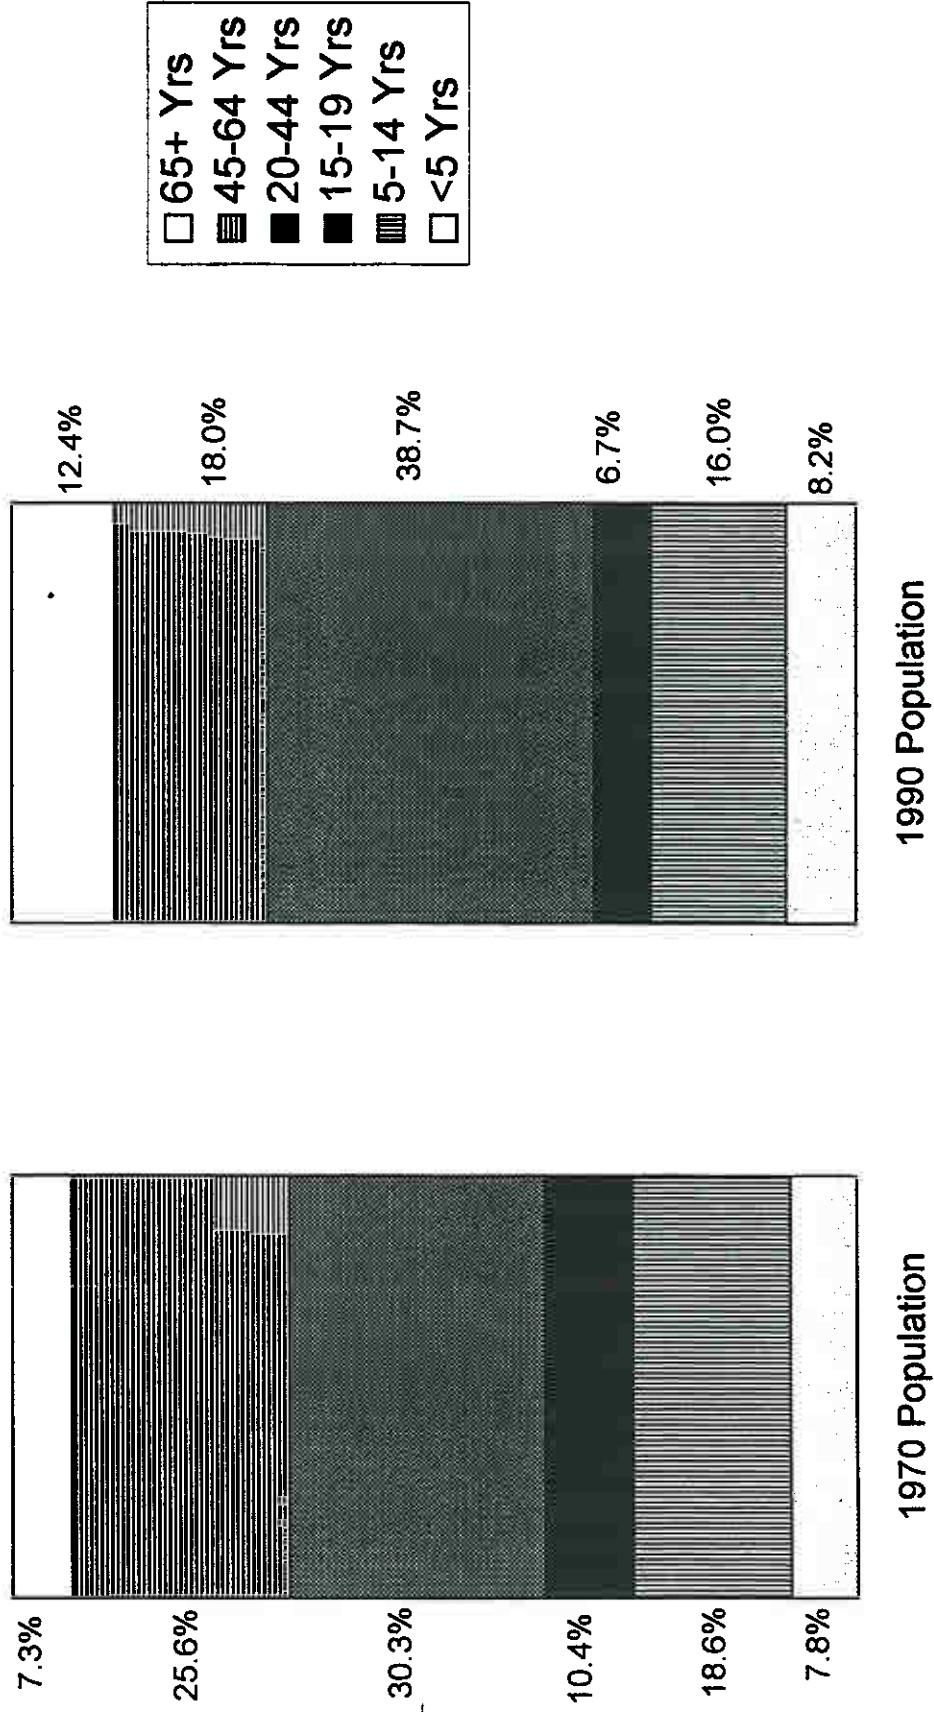 7.3%
25.6%
30.3%
10.4%
18.6%
7.8%
1970 Population
12.4%
18.0%
38.7%
6.7%
16.0%
8.2%
1990 Population
65+ Yrs
45-64 Yrs
20-44 Yrs
15-19 Yrs
5-14 Yrs
<5 Yrs